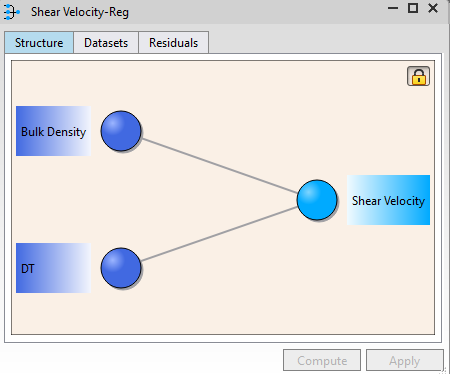 Shear Velocity-Reg
Structure Datasets Residuals
Bulk Density
Shear Velocity
DT
Compute Apply